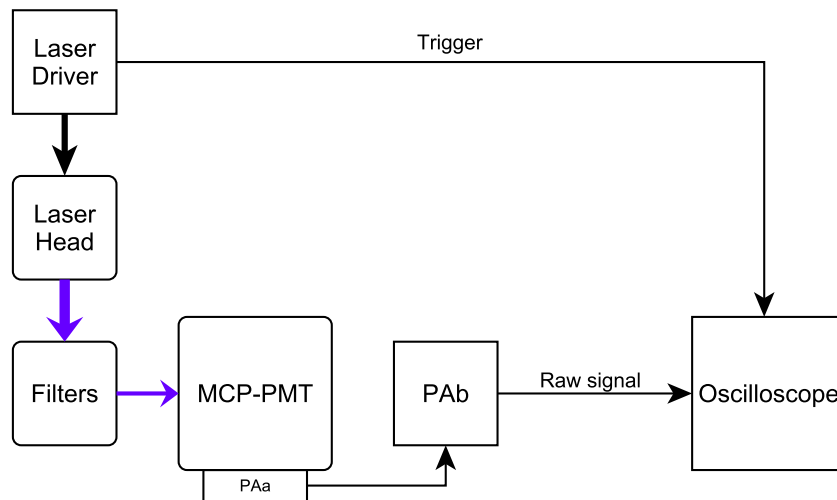 Laser
Driver
Trigger
Laser
Head
Filters
MCP-PMT
PAa
PAb
Raw signal
Oscilloscope